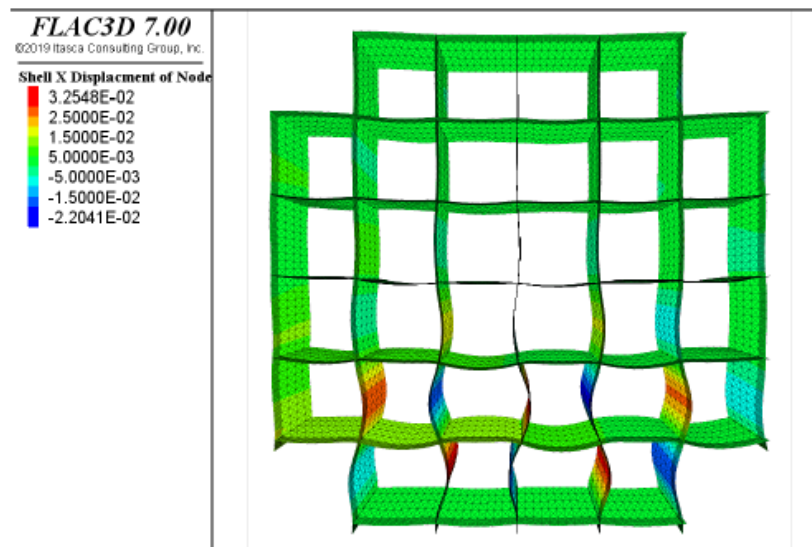 FLAC3D 7.00
©2019 Itasca Consulting Group, Inc.
Shell X Displacment of Node
3.2548E-02
2.5000E-02
1.5000E-02
5.0000E-03
-5.0000E-03
-1.5000E-02
-2.2041E-02